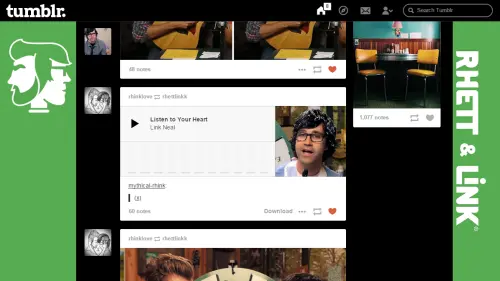 tumblr.
6
Search Tumblr
48 notes
1,077 notes
rhinklove rhettlinkk
Listen to Your Heart
Link Neal
mythical-rhink:
(x)
60 notes
Download
rhinklove rhettlinkk
RHETT & LiNK